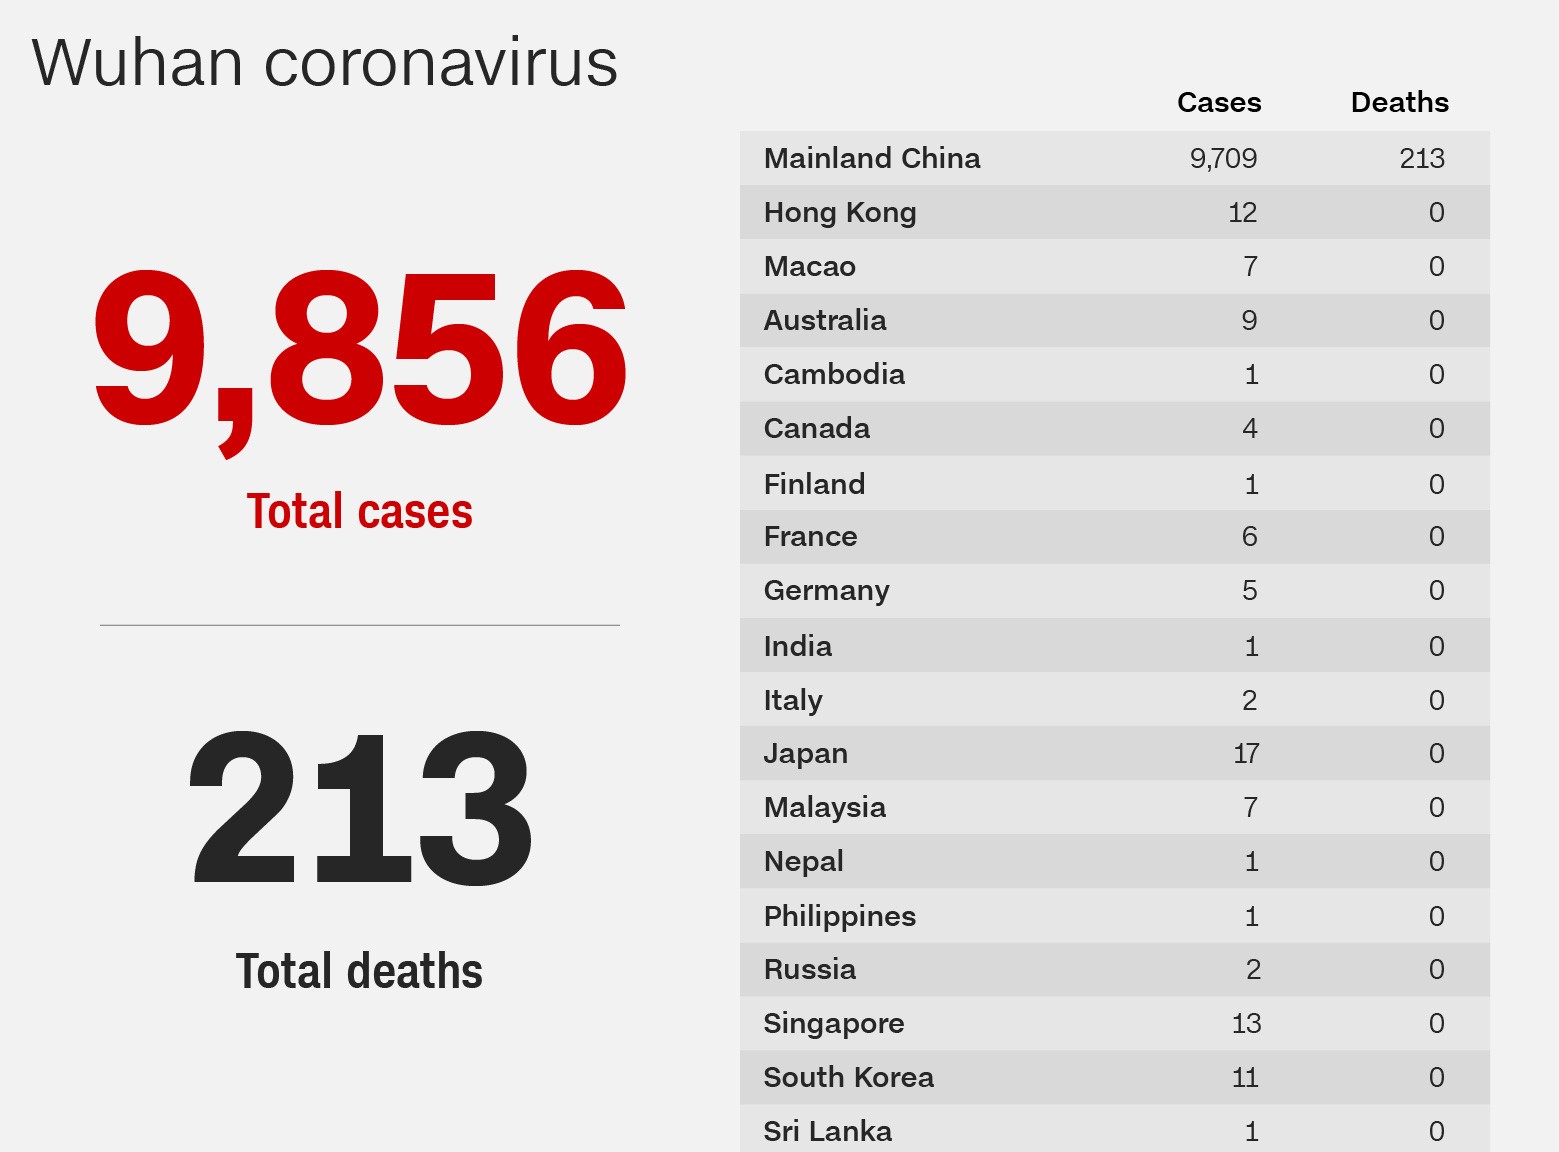 Wuhan coronavirus
9,856
Total cases
213
Total deaths
Cases Deaths
Mainland China 9,709 213
Hong Kong 12 0
Macao 7 0
Australia 9 0
Cambodia 1 0
Canada 4 0
Finland 1 0
France 6 0
Germany 5 0
India 1 0
Italy 2 0
Japan 17 0
Malaysia 7 0
Nepal 1 0
Philippines 1 0
Russia 2 0
Singapore 13 0
South Korea 11 0
Sri Lanka 1 0